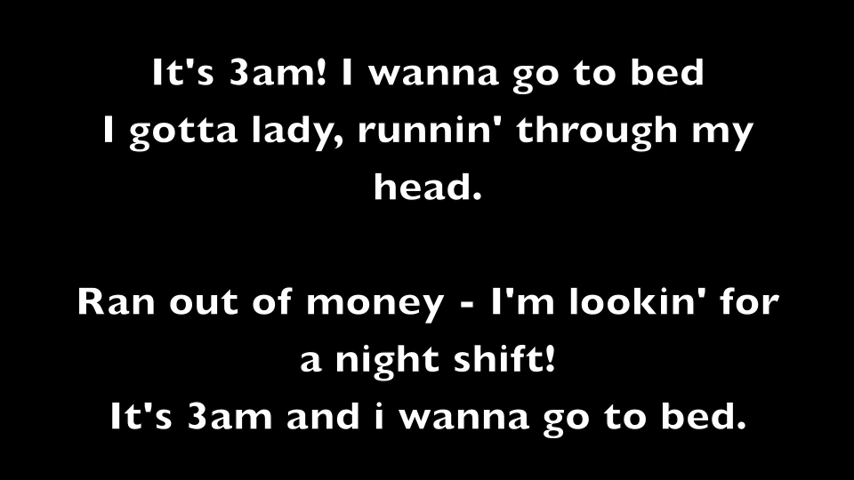 It's 3am! I wanna go to bed
I gotta lady, runnin' through my
head.
Ran out of money - I'm lookin' for
a night shift!
It's 3am and i wanna go to bed.